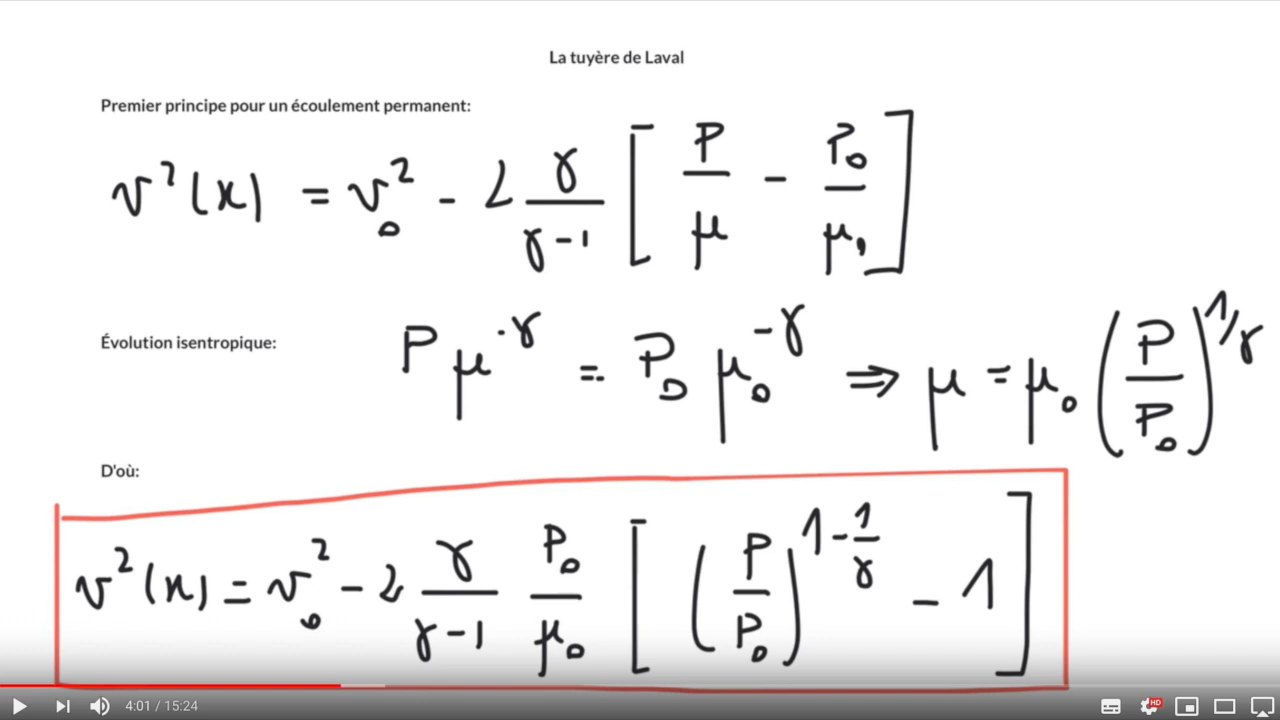 La tuyère de Laval
Premier principe pour un écoulement permanent:
v²(x) = v₀² - 2 γ/(γ-1) [ P/μ - P₀/μ₀ ]
Évolution isentropique: P μ^-γ = P₀ μ₀^-γ ⇒ μ = μ₀ (P/P₀)^1/γ
D'où:
v²(x) = v₀² - 2 γ/(γ-1) P₀/μ₀ [ (P/P₀)^(1-1/γ) - 1 ]
4:01 / 15:24
HD